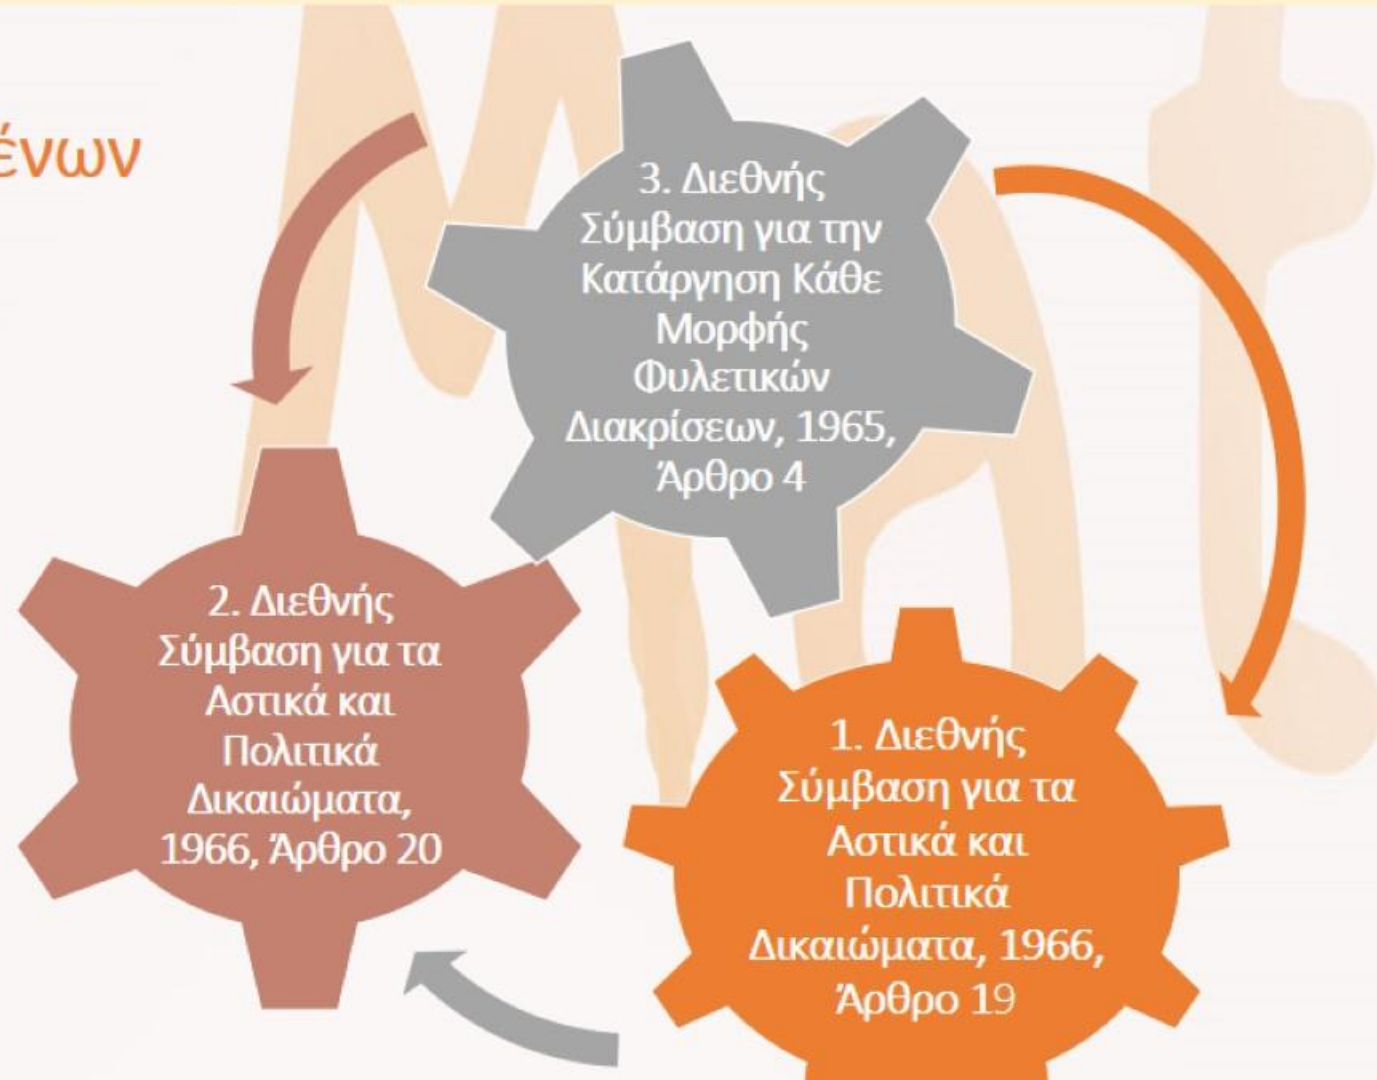 ένων
3. Διεθνής
Σύμβαση για την
Κατάργηση Κάθε
Μορφής
Φυλετικών
Διακρίσεων, 1965,
Άρθρο 4
2. Διεθνής
Σύμβαση για τα
Αστικά και
Πολιτικά
Δικαιώματα,
1966, Άρθρο 20
1. Διεθνής
Σύμβαση για τα
Αστικά και
Πολιτικά
Δικαιώματα, 1966,
Άρθρο 19